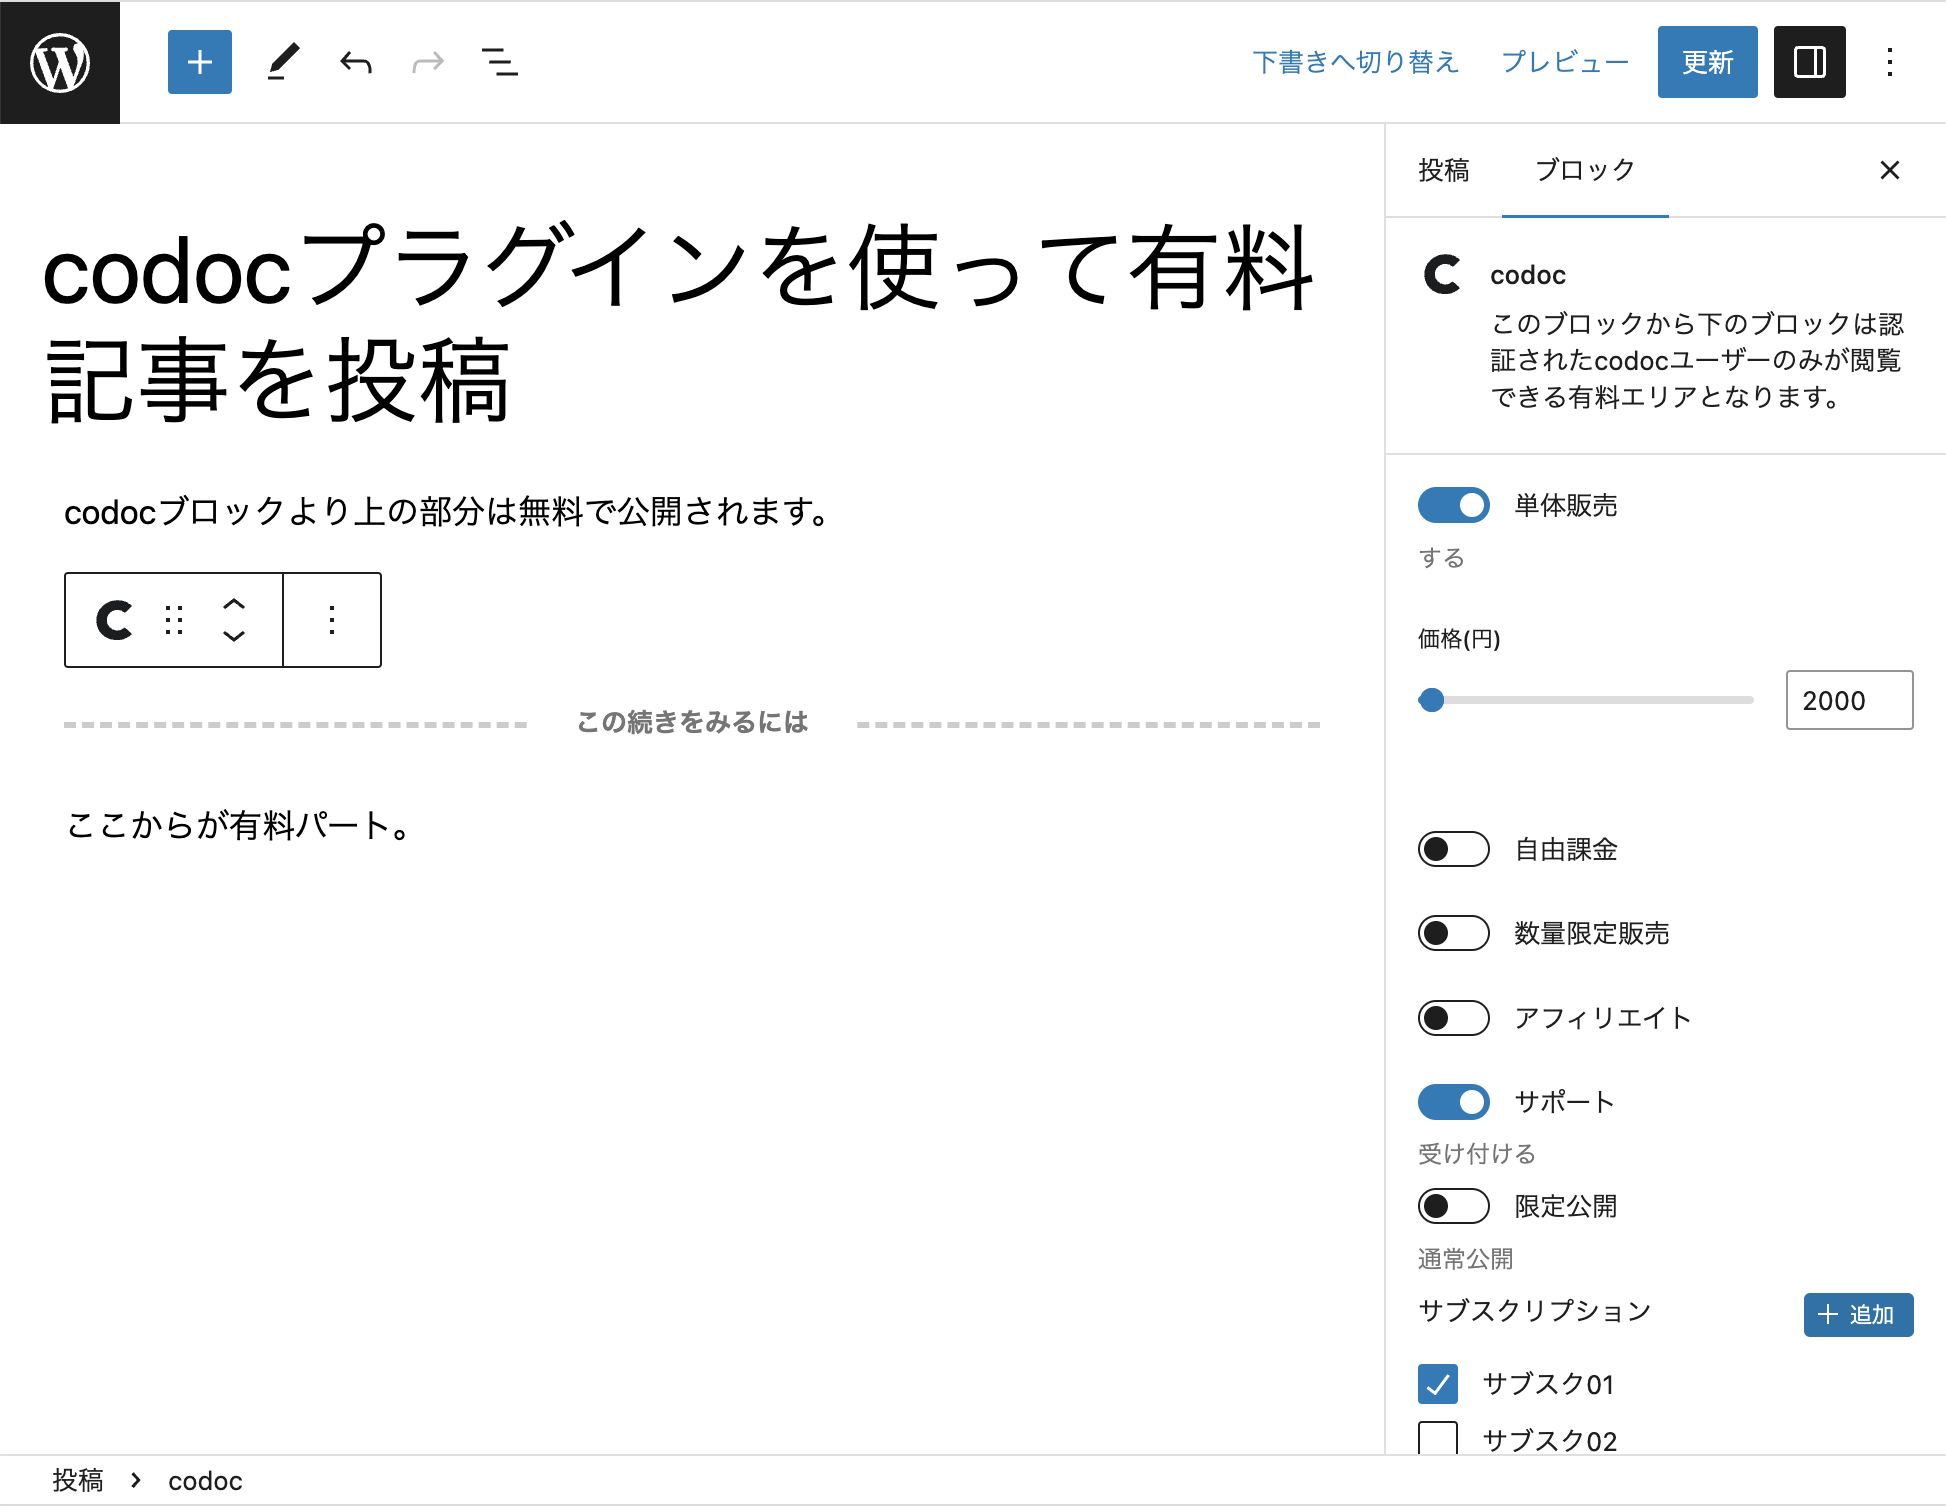 下書きへ切り替え
プレビュー
更新
codocプラグインを使って有料
記事を投稿
codocブロックより上の部分は無料で公開されます。
この続きをみるには
ここからが有料パート。
投稿
ブロック
codoc
このブロックから下のブロックは認
証されたcodocユーザーのみが閲覧
できる有料エリアとなります。
単体販売
する
価格(円)
2000
自由課金
数量限定販売
アフィリエイト
サポート
受け付ける
限定公開
通常公開
サブスクリプション
追加
サブスク01
サブスク02
投稿 › codoc